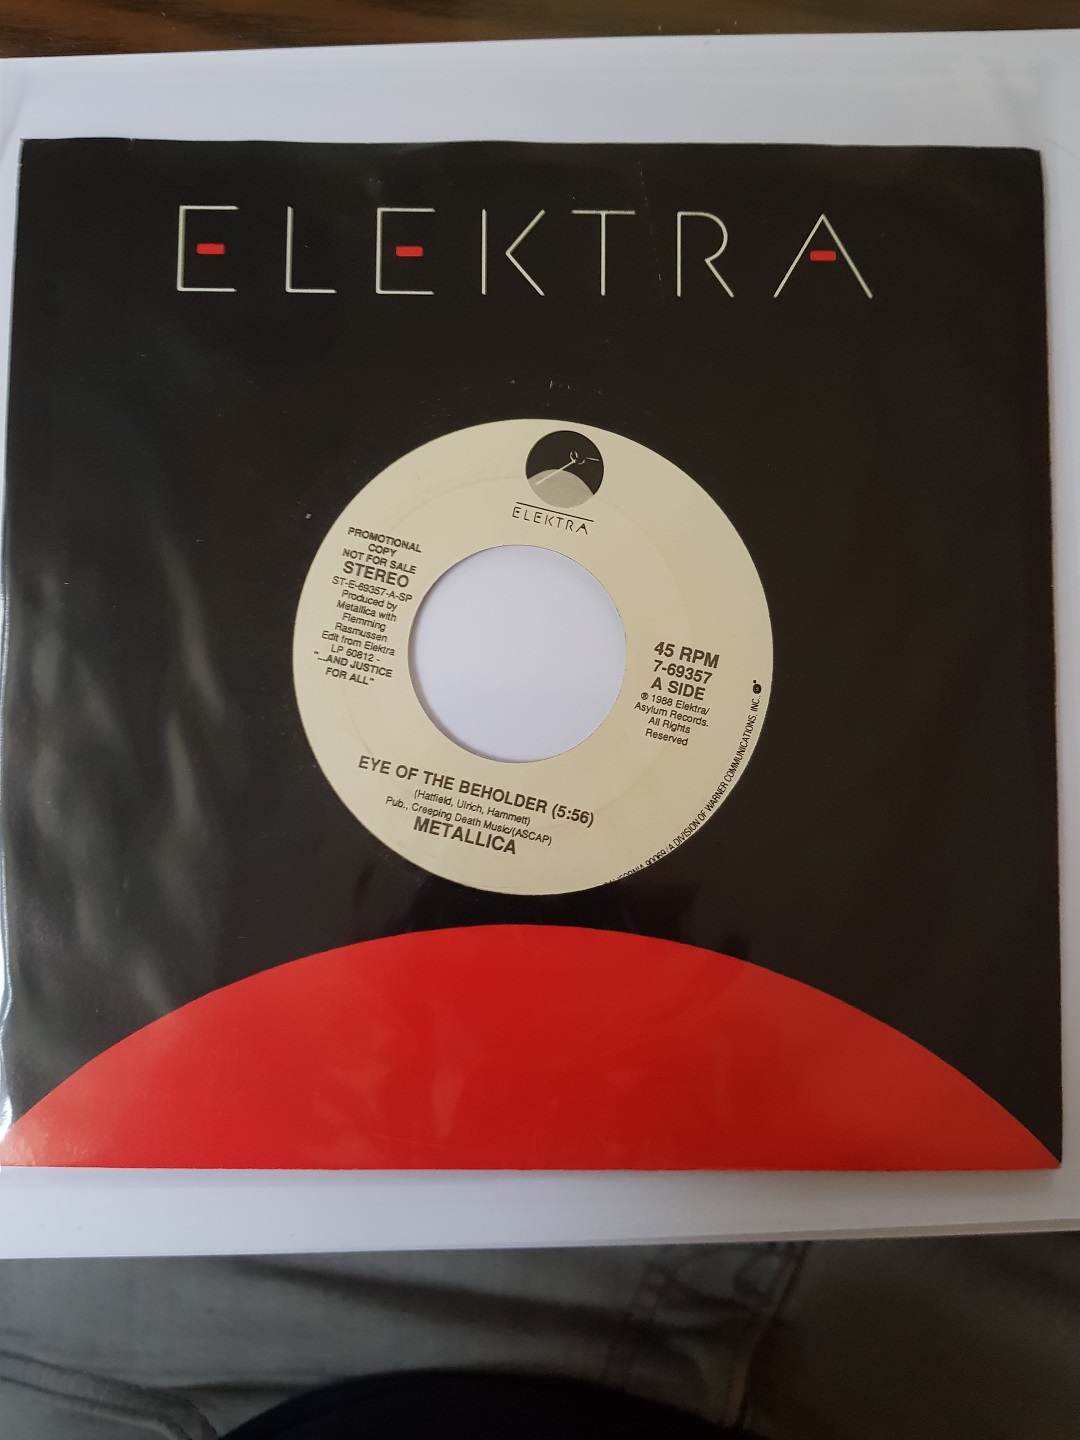 ELEKTRA
ELEKTRA
PROMOTIONAL
COPY
NOT FOR SALE
STEREO
ST-E-69357-A-SP
Produced by
Metallica with
Flemming
Rasmussen
Edit from Elektra
LP 60812 -
"...AND JUSTICE
FOR ALL"
45 RPM
7-69357
A SIDE
℗ 1988 Elektra/
Asylum Records.
All Rights
Reserved
EYE OF THE BEHOLDER (5:56)
(Hatfield, Ulrich, Hammett)
Pub., Creeping Death Music/(ASCAP)
METALLICA
90069 / A DIVISION OF WARNER COMMUNICATIONS, INC.